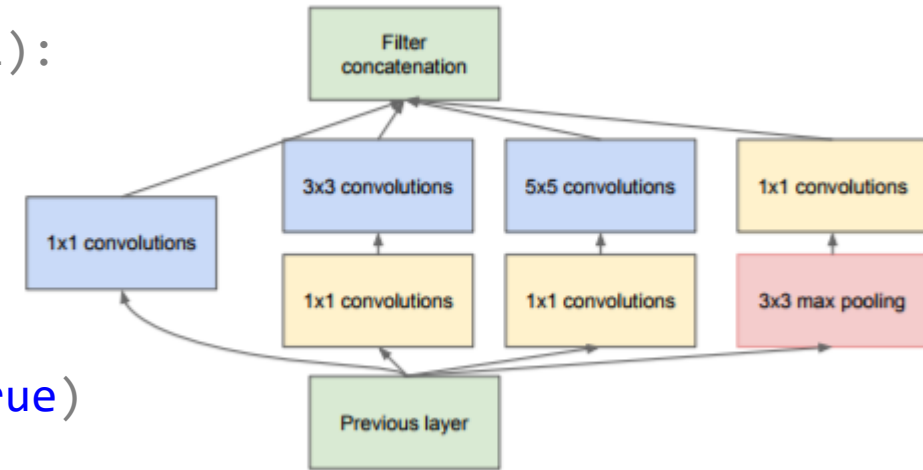 Filter
concatenation
):
3x3 convolutions
5x5 convolutions
1x1 convolutions
1x1 convolutions
1x1 convolutions
1x1 convolutions
3x3 max pooling
rue)
Previous layer